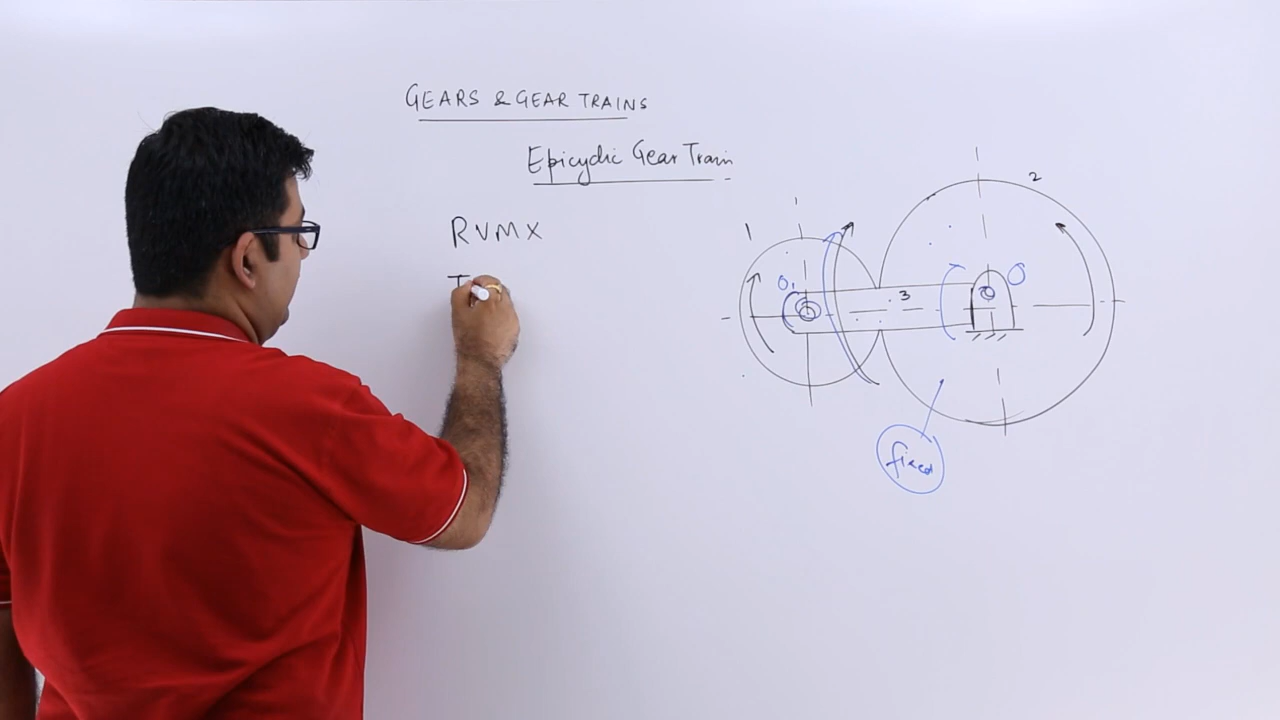 GEARS & GEAR TRAINS
Epicyclic Gear Train
RVMX
T
1
2
O1
3
O
fixed